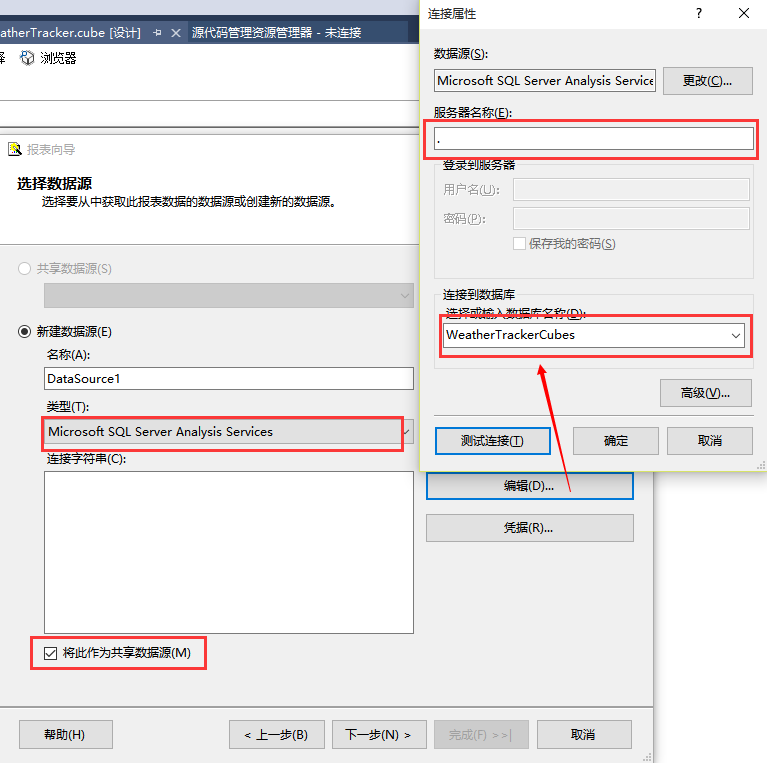 atherTracker.cube [设计]
源代码管理资源管理器 - 未连接
浏览器
报表向导
选择数据源
选择要从中获取此报表数据的数据源或创建新的数据源。
共享数据源(S)
新建数据源(E)
名称(A):
DataSource1
类型(T):
Microsoft SQL Server Analysis Services
连接字符串(C):
编辑(D)...
凭据(R)...
将此作为共享数据源(M)
帮助(H)
< 上一步(B)
下一步(N) >
完成(F) >>|
取消
连接属性
?
数据源(S):
Microsoft SQL Server Analysis Service
更改(C)...
服务器名称(E):
.
登录到服务器
用户名(U):
密码(P):
保存我的密码(S)
连接到数据库
选择或输入数据库名称(D):
WeatherTrackerCubes
高级(V)...
测试连接(T)
确定
取消